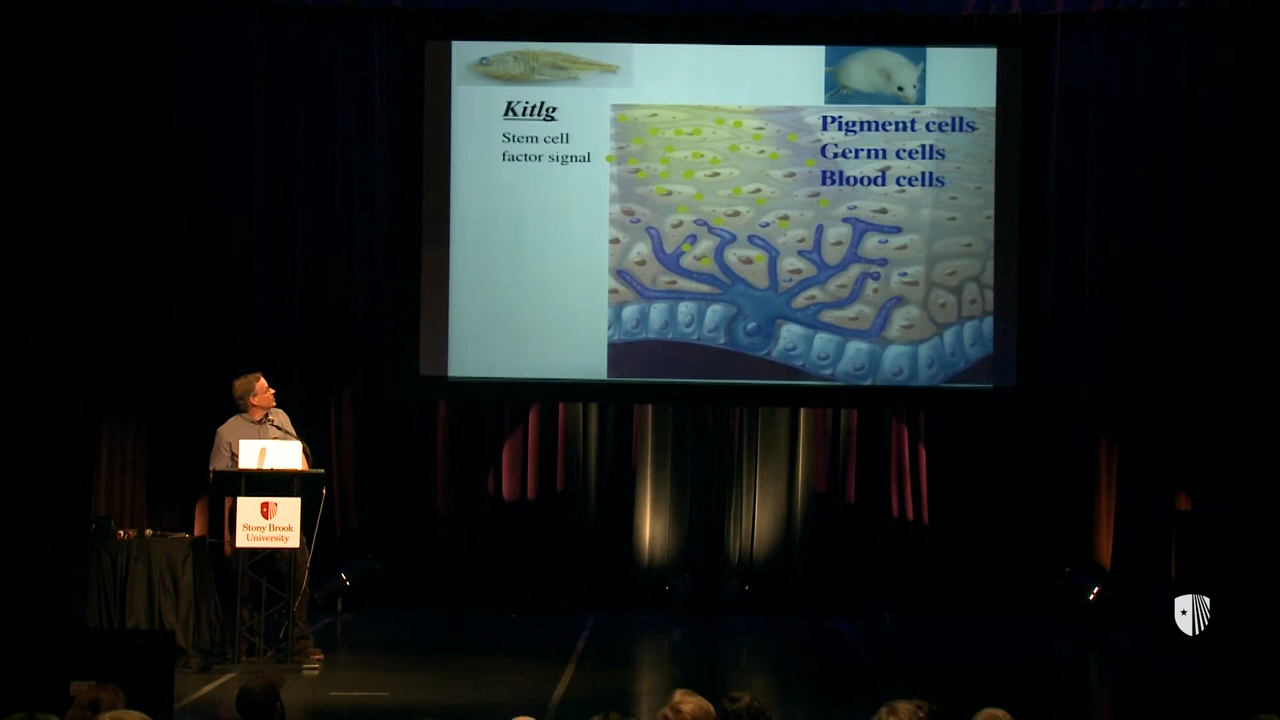 Kitlg
Stem cell
factor signal
Pigment cells
Germ cells
Blood cells
Stony Brook
University